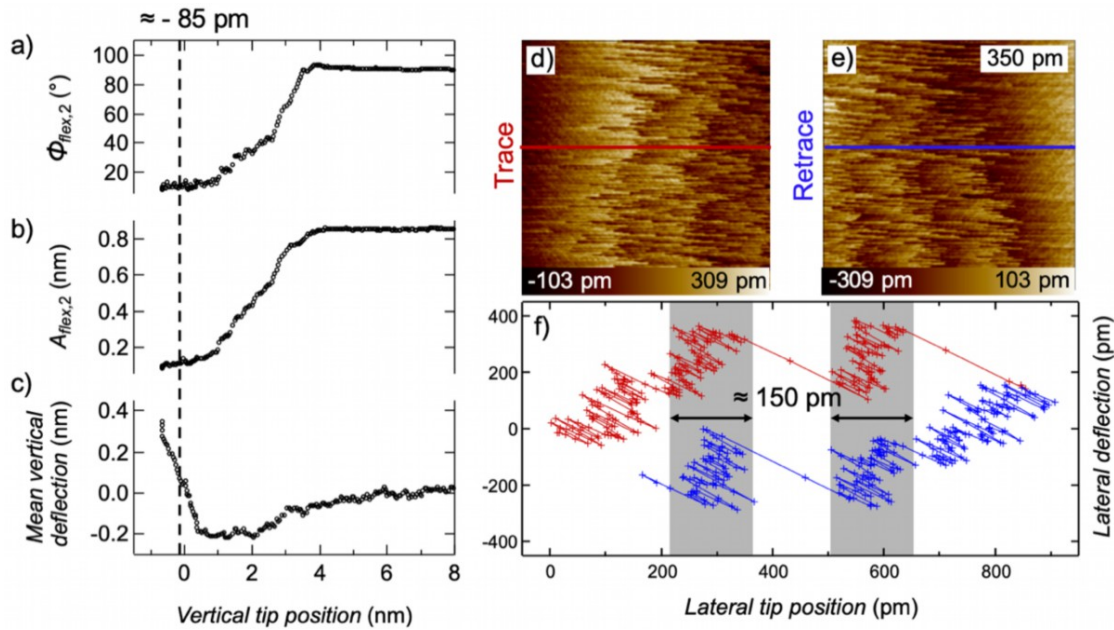 ≈ - 85 pm
a)
Φflex,2 (°)
100
80
60
40
20
b)
Aflex,2 (nm)
0.8
0.6
0.4
0.2
c)
Mean vertical
deflection (nm)
0.4
0.2
0.0
-0.2
0
2
4
6
8
Vertical tip position (nm)
d)
Trace
-103 pm
309 pm
e)
350 pm
Retrace
-309 pm
103 pm
f)
≈ 150 pm
400
200
0
-200
-400
Lateral deflection (pm)
0
200
400
600
800
Lateral tip position (pm)